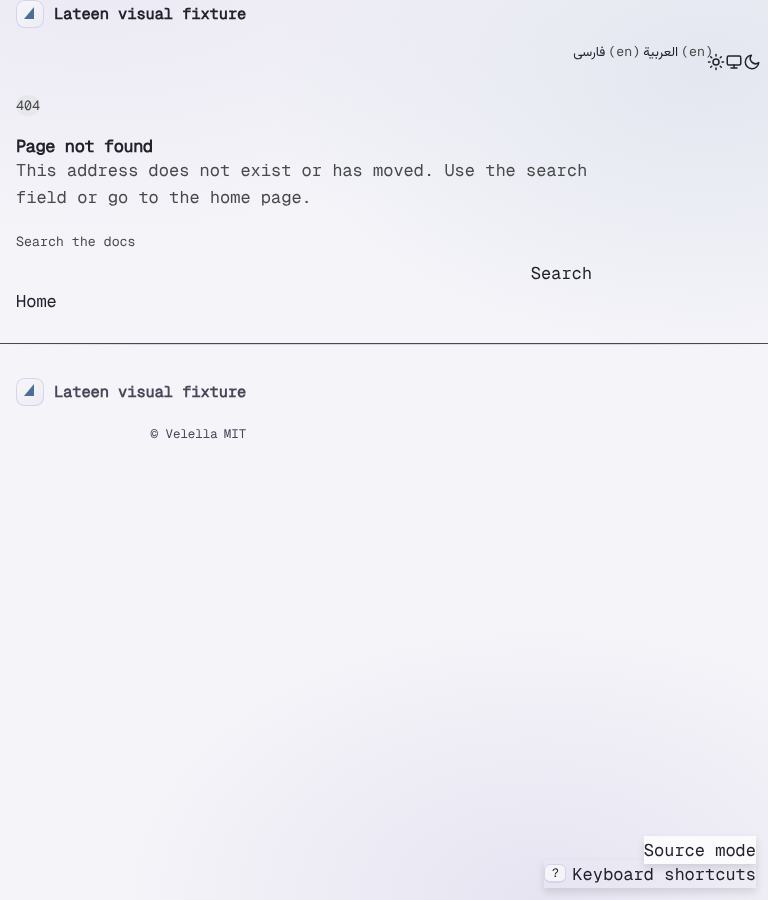 Lateen visual fixture
العربية (en) فارسی (en)
404
Page not found
This address does not exist or has moved. Use the search
field or go to the home page.
Search the docs
Search
Home
Lateen visual fixture
© Velella MIT
Source mode
? Keyboard shortcuts